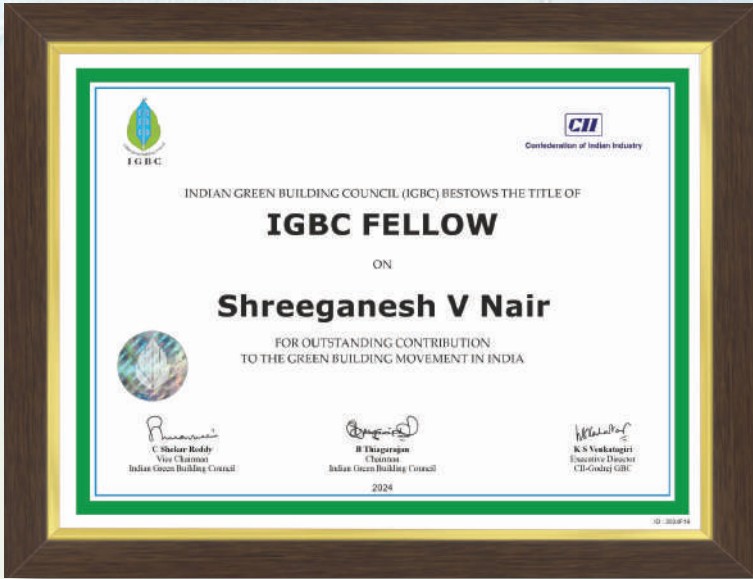 IGBC
CII
Confederation of Indian Industry
INDIAN GREEN BUILDING COUNCIL (IGBC) BESTOWS THE TITLE OF
IGBC FELLOW
ON
Shreeganesh V Nair
FOR OUTSTANDING CONTRIBUTION
TO THE GREEN BUILDING MOVEMENT IN INDIA
C Shekar Reddy
Vice Chairman
Indian Green Building Council
B Thiagarajan
Chairman
Indian Green Building Council
K S Venkatagiri
Executive Director
CII-Godrej GBC
2024
ID : 2024F16